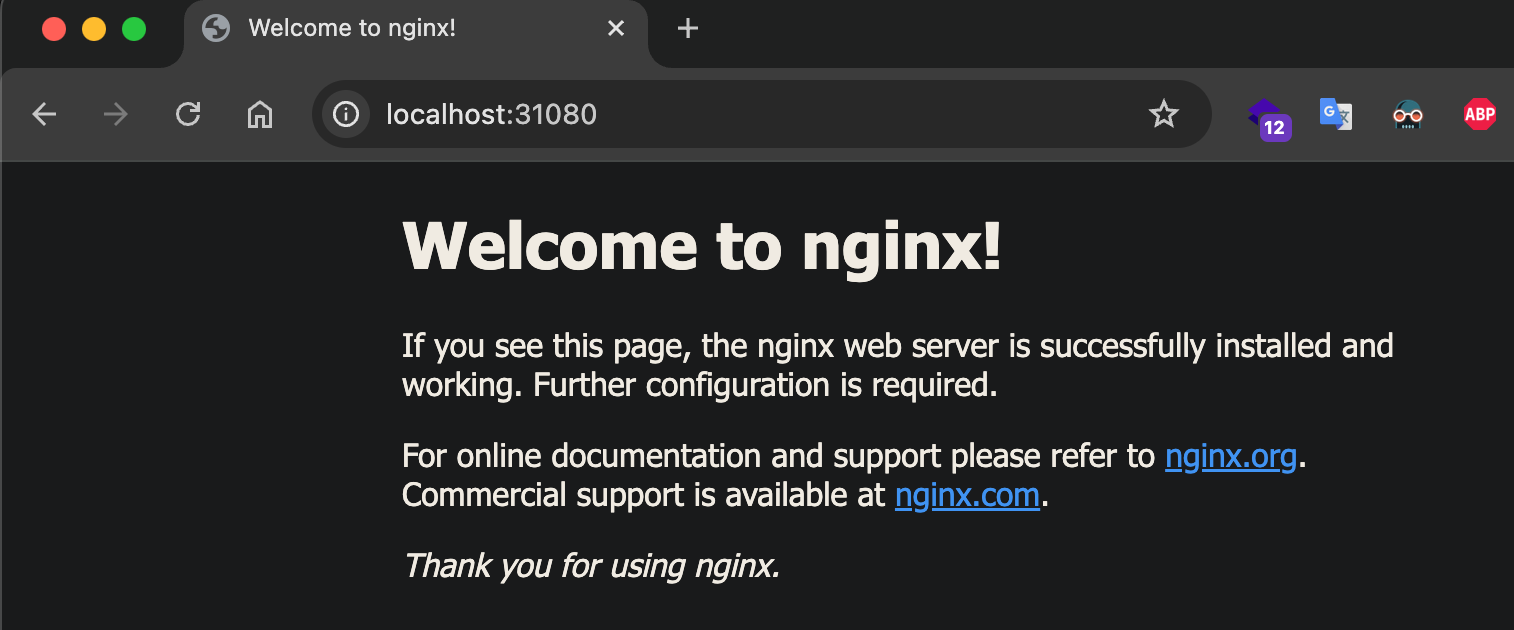 Welcome to nginx!
localhost:31080
12
G 文
ABP
Welcome to nginx!
If you see this page, the nginx web server is successfully installed and
working. Further configuration is required.
For online documentation and support please refer to nginx.org.
Commercial support is available at nginx.com.
Thank you for using nginx.